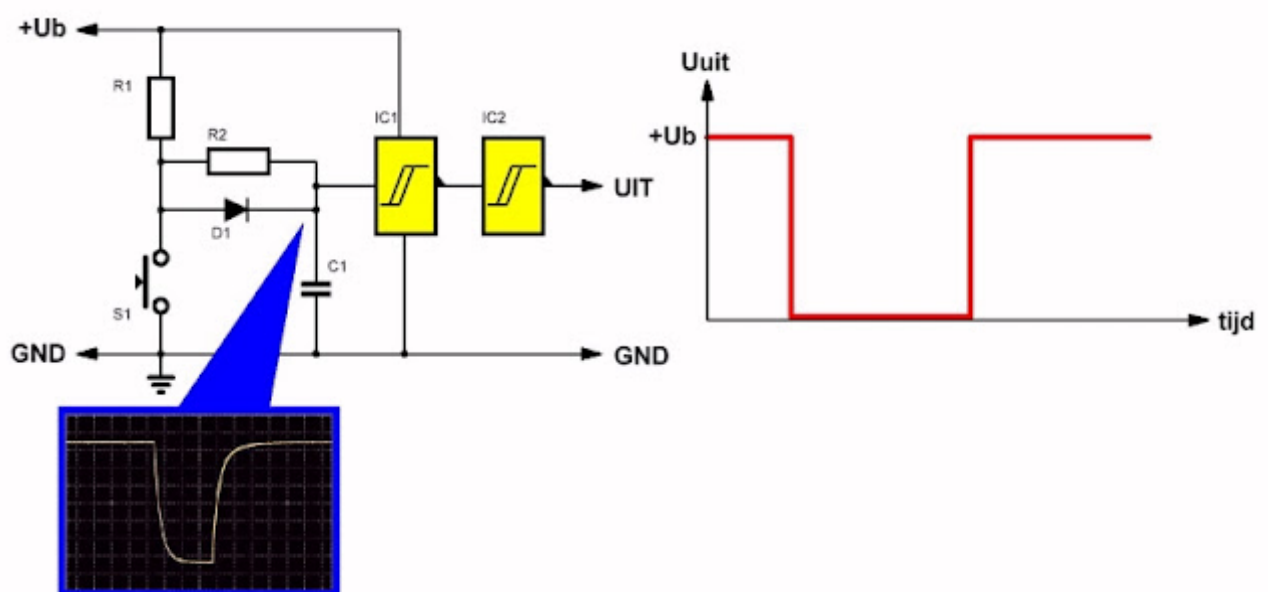 +Ub
R1
R2
D1
S1
C1
IC1
IC2
UIT
GND
GND
Uuit
+Ub
tijd